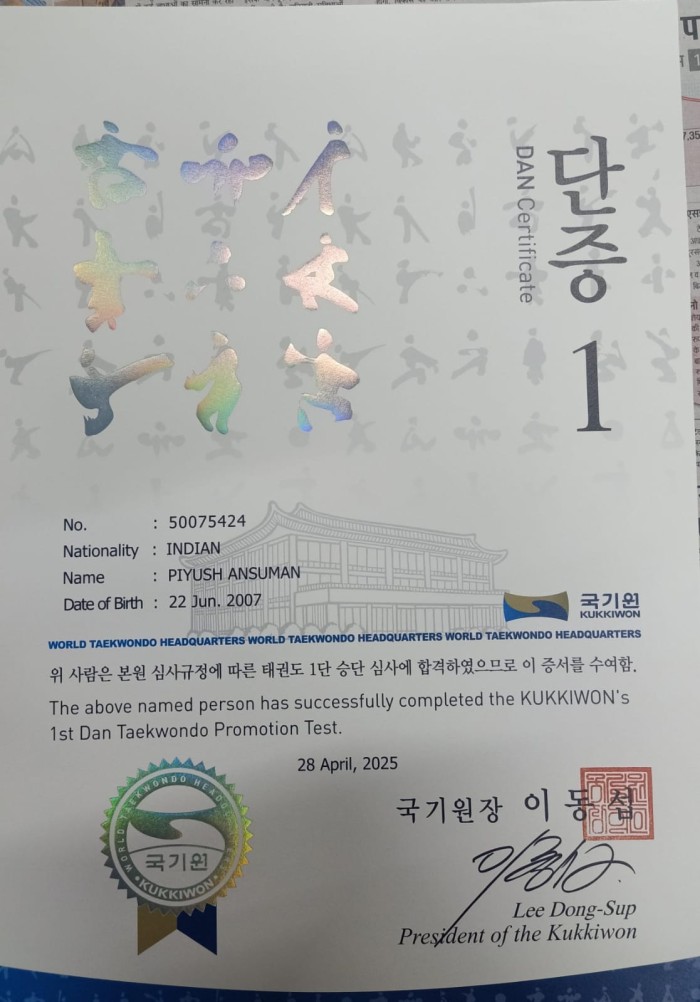 단증
DAN Certificate
1
No. : 50075424
Nationality : INDIAN
Name : PIYUSH ANSUMAN
Date of Birth : 22 Jun. 2007
국기원
KUKKIWON
WORLD TAEKWONDO HEADQUARTERS WORLD TAEKWONDO HEADQUARTERS WORLD TAEKWONDO HEADQUARTERS
위 사람은 본원 심사규정에 따른 태권도 1단 승단 심사에 합격하였으므로 이 증서를 수여함.
The above named person has successfully completed the KUKKIWON's
1st Dan Taekwondo Promotion Test.
28 April, 2025
WORLD TAEKWONDO HEADQUARTERS
국기원
KUKKIWON
국기원장 이 동 섭
Lee Dong-Sup
President of the Kukkiwon